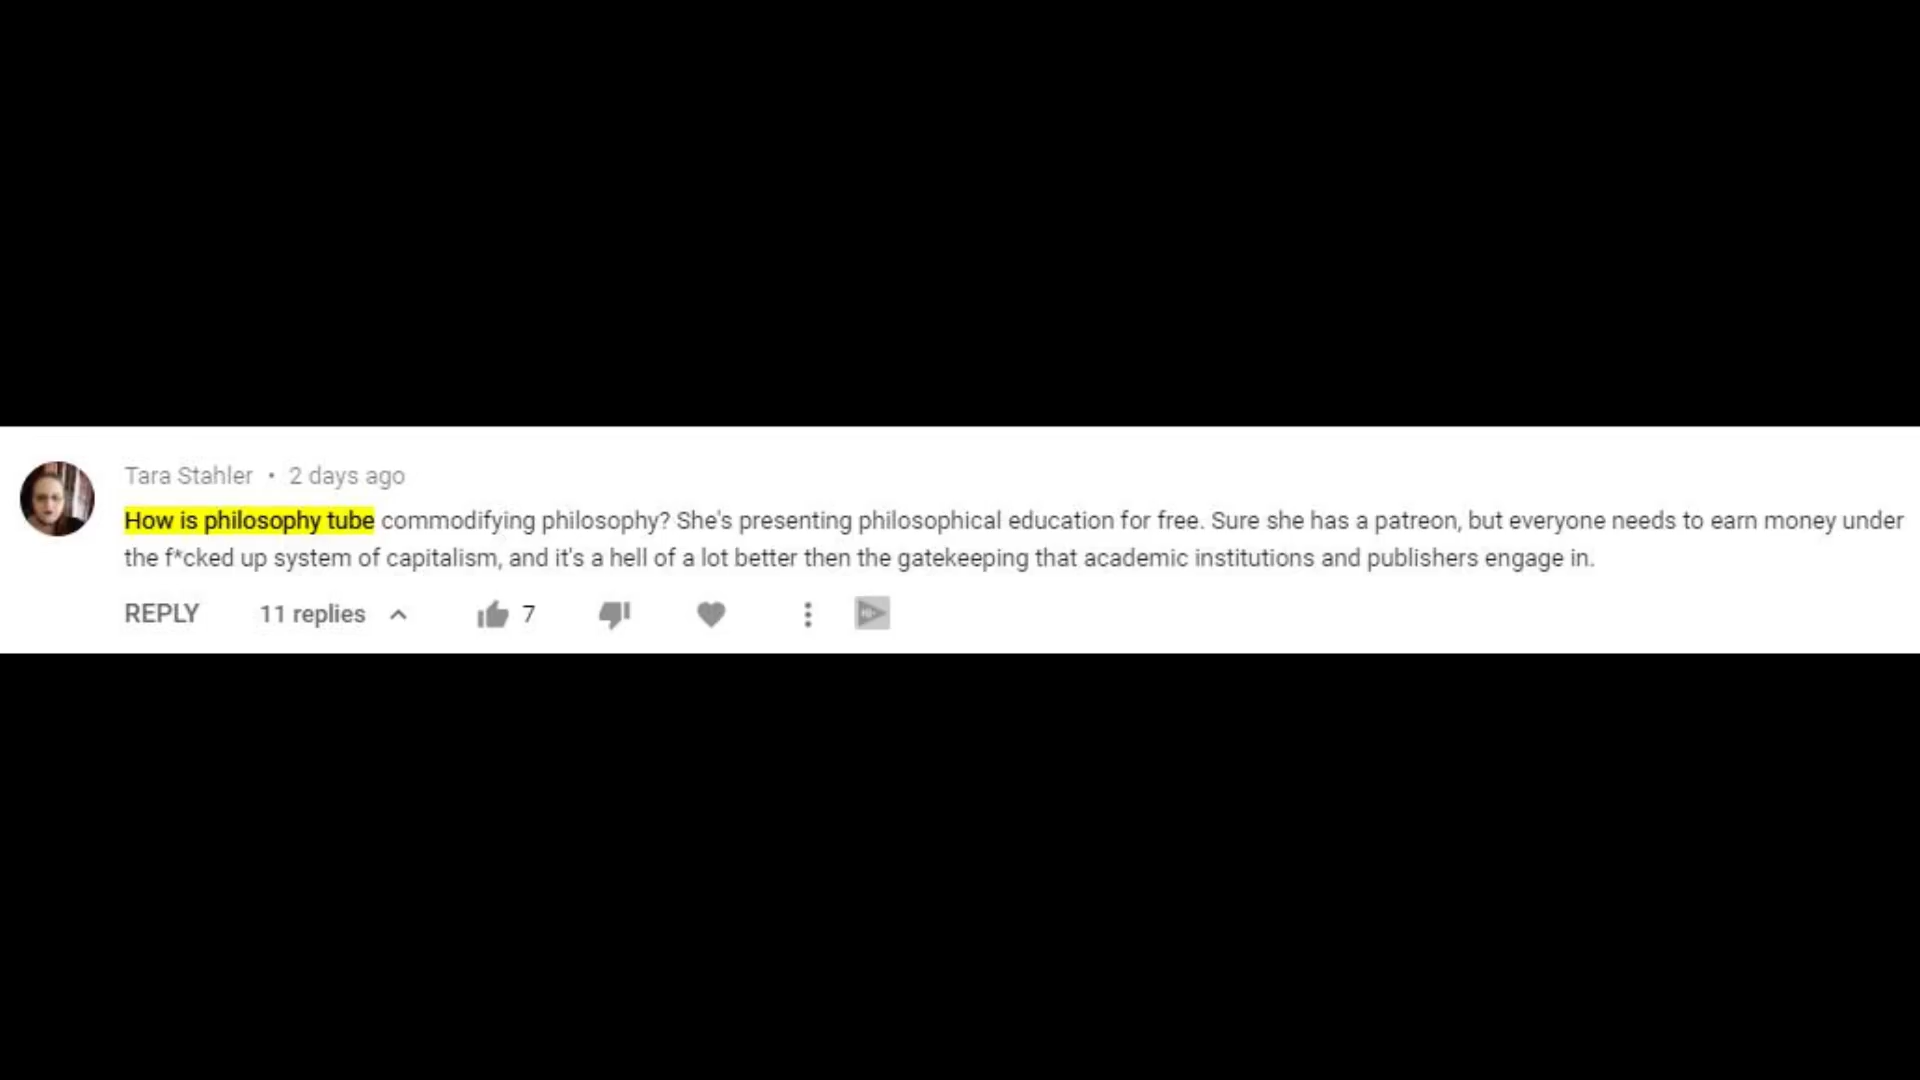 Tara Stahler • 2 days ago
How is philosophy tube commodifying philosophy? She's presenting philosophical education for free. Sure she has a patreon, but everyone needs to earn money under
the f*cked up system of capitalism, and it's a hell of a lot better then the gatekeeping that academic institutions and publishers engage in.
REPLY 11 replies 7